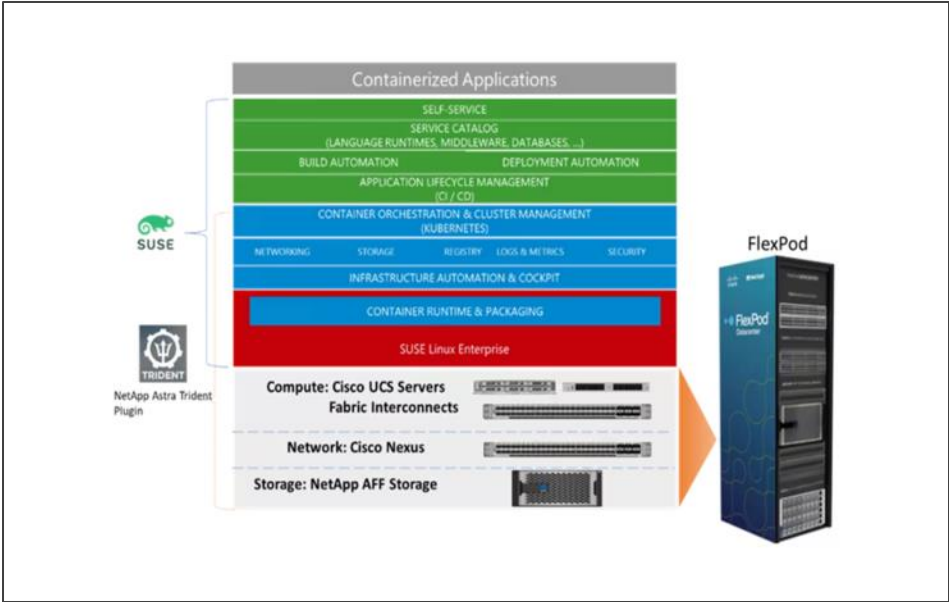 Containerized Applications
SELF-SERVICE
SERVICE CATALOG
(LANGUAGE RUNTIMES, MIDDLEWARE, DATABASES, ...)
BUILD AUTOMATION DEPLOYMENT AUTOMATION
APPLICATION LIFECYCLE MANAGEMENT
(CI / CD)
CONTAINER ORCHESTRATION & CLUSTER MANAGEMENT
(KUBERNETES)
NETWORKING STORAGE REGISTRY LOGS & METRICS SECURITY
INFRASTRUCTURE AUTOMATION & COCKPIT
CONTAINER RUNTIME & PACKAGING
SUSE Linux Enterprise
Compute: Cisco UCS Servers
Fabric Interconnects
Network: Cisco Nexus
Storage: NetApp AFF Storage
SUSE
TRIDENT
NetApp Astra Trident
Plugin
FlexPod
FlexPod
Datacenter